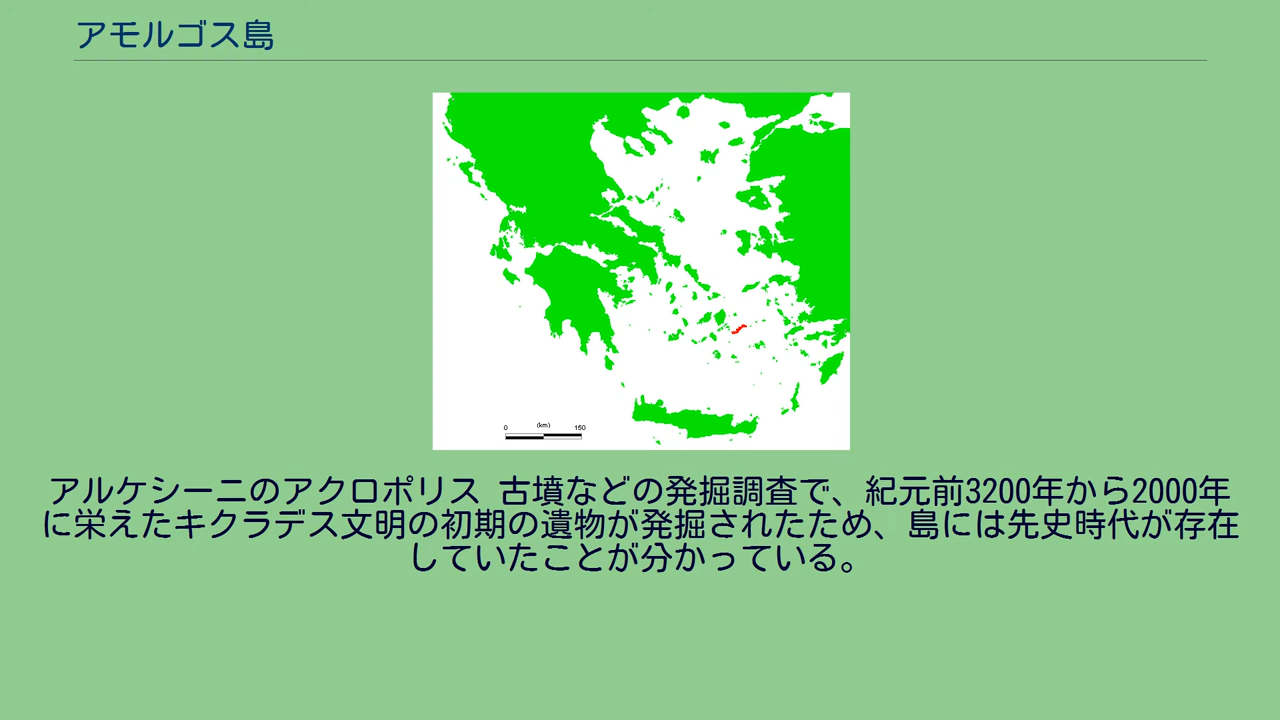 アモルゴス島
0 (km) 150
アルケシーニのアクロポリス 古墳などの発掘調査で、紀元前3200年から2000年
に栄えたキクラデス文明の初期の遺物が発掘されたため、島には先史時代が存在
していたことが分かっている。